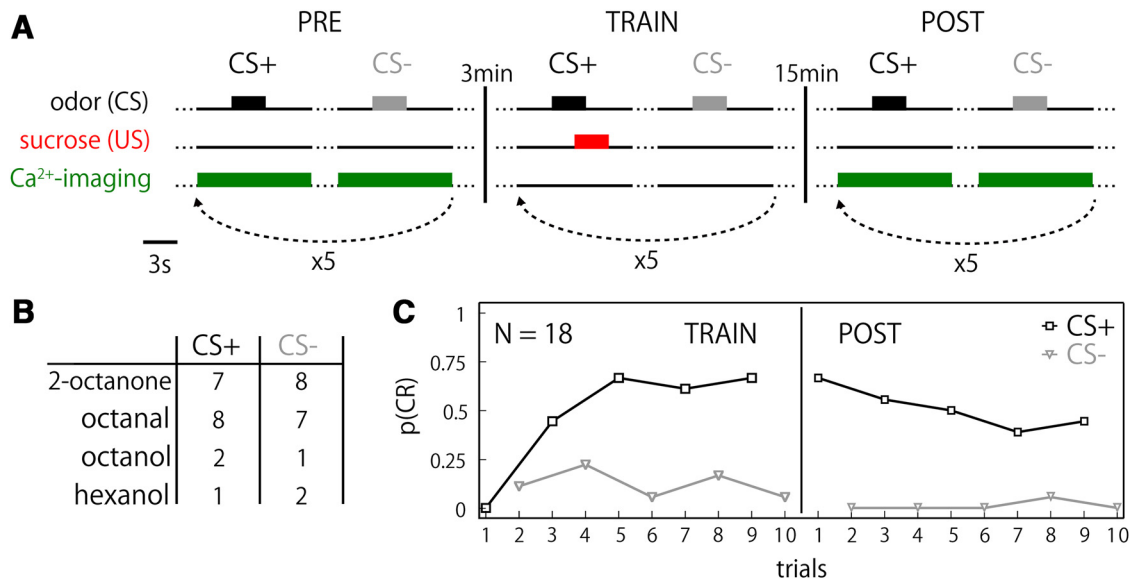 A
PRE TRAIN POST
CS+ CS- 3min CS+ CS- 15min CS+ CS-
odor (CS)
sucrose (US)
Ca²⁺-imaging
3s x5 x5 x5
B
CS+ CS-
2-octanone 7 8
octanal 8 7
octanol 2 1
hexanol 1 2
C
N = 18 TRAIN POST
CS+
CS-
p(CR)
1
0.75
0.5
0.25
0
1 2 3 4 5 6 7 8 9 10 1 2 3 4 5 6 7 8 9 10
trials